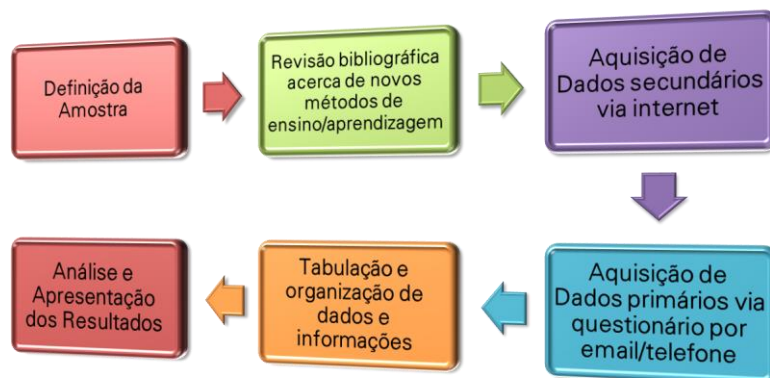 Definição da
Amostra
Revisão bibliográfica
acerca de novos
métodos de
ensino/aprendizagem
Aquisição de
Dados secundários
via internet
Aquisição de
Dados primários via
questionário por
email/telefone
Tabulação e
organização de
dados e
informações
Análise e
Apresentação
dos Resultados